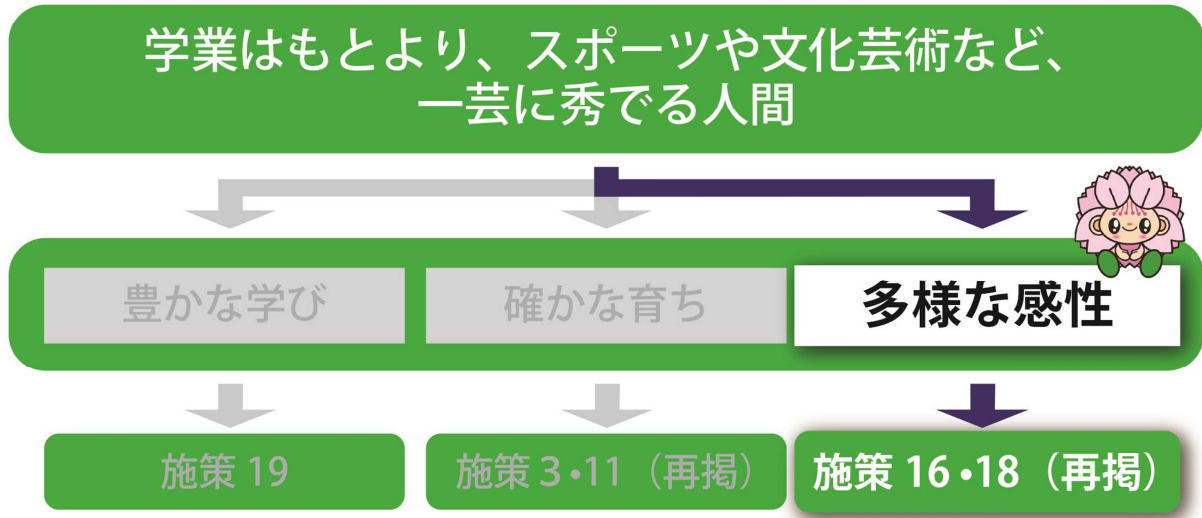 学業はもとより、スポーツや文化芸術など、
一芸に秀でる人間
豊かな学び
確かな育ち
多様な感性
施策 19
施策 3・11（再掲）
施策 16・18（再掲）